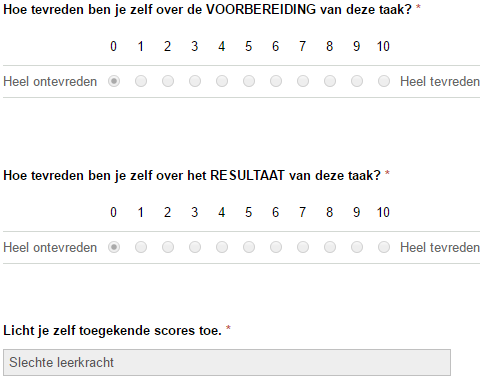 Hoe tevreden ben je zelf over de VOORBEREIDING van deze taak? *
0 1 2 3 4 5 6 7 8 9 10
Heel ontevreden Heel tevreden
Hoe tevreden ben je zelf over het RESULTAAT van deze taak? *
0 1 2 3 4 5 6 7 8 9 10
Heel ontevreden Heel tevreden
Licht je zelf toegekende scores toe. *
Slechte leerkracht